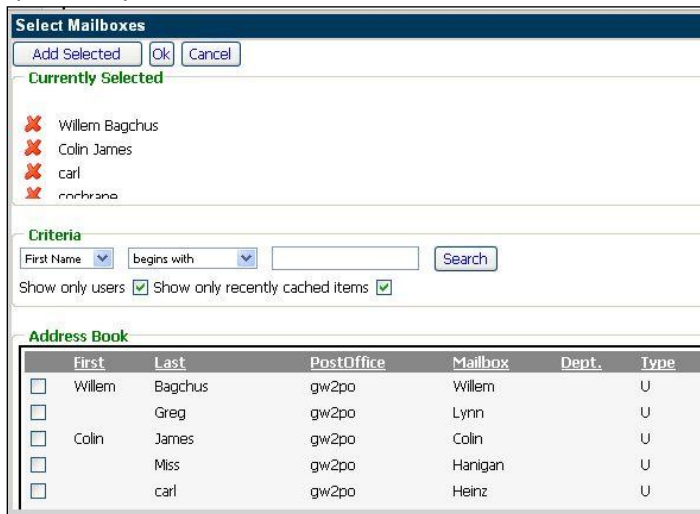 Select Mailboxes
Add Selected Ok Cancel
Currently Selected
Willem Bagchus
Colin James
carl
cochrane
Criteria
First Name begins with Search
Show only users Show only recently cached items
Address Book
First Last PostOffice Mailbox Dept. Type
Willem Bagchus gw2po Willem U
Greg gw2po Lynn U
Colin James gw2po Colin U
Miss gw2po Hanigan U
carl gw2po Heinz U